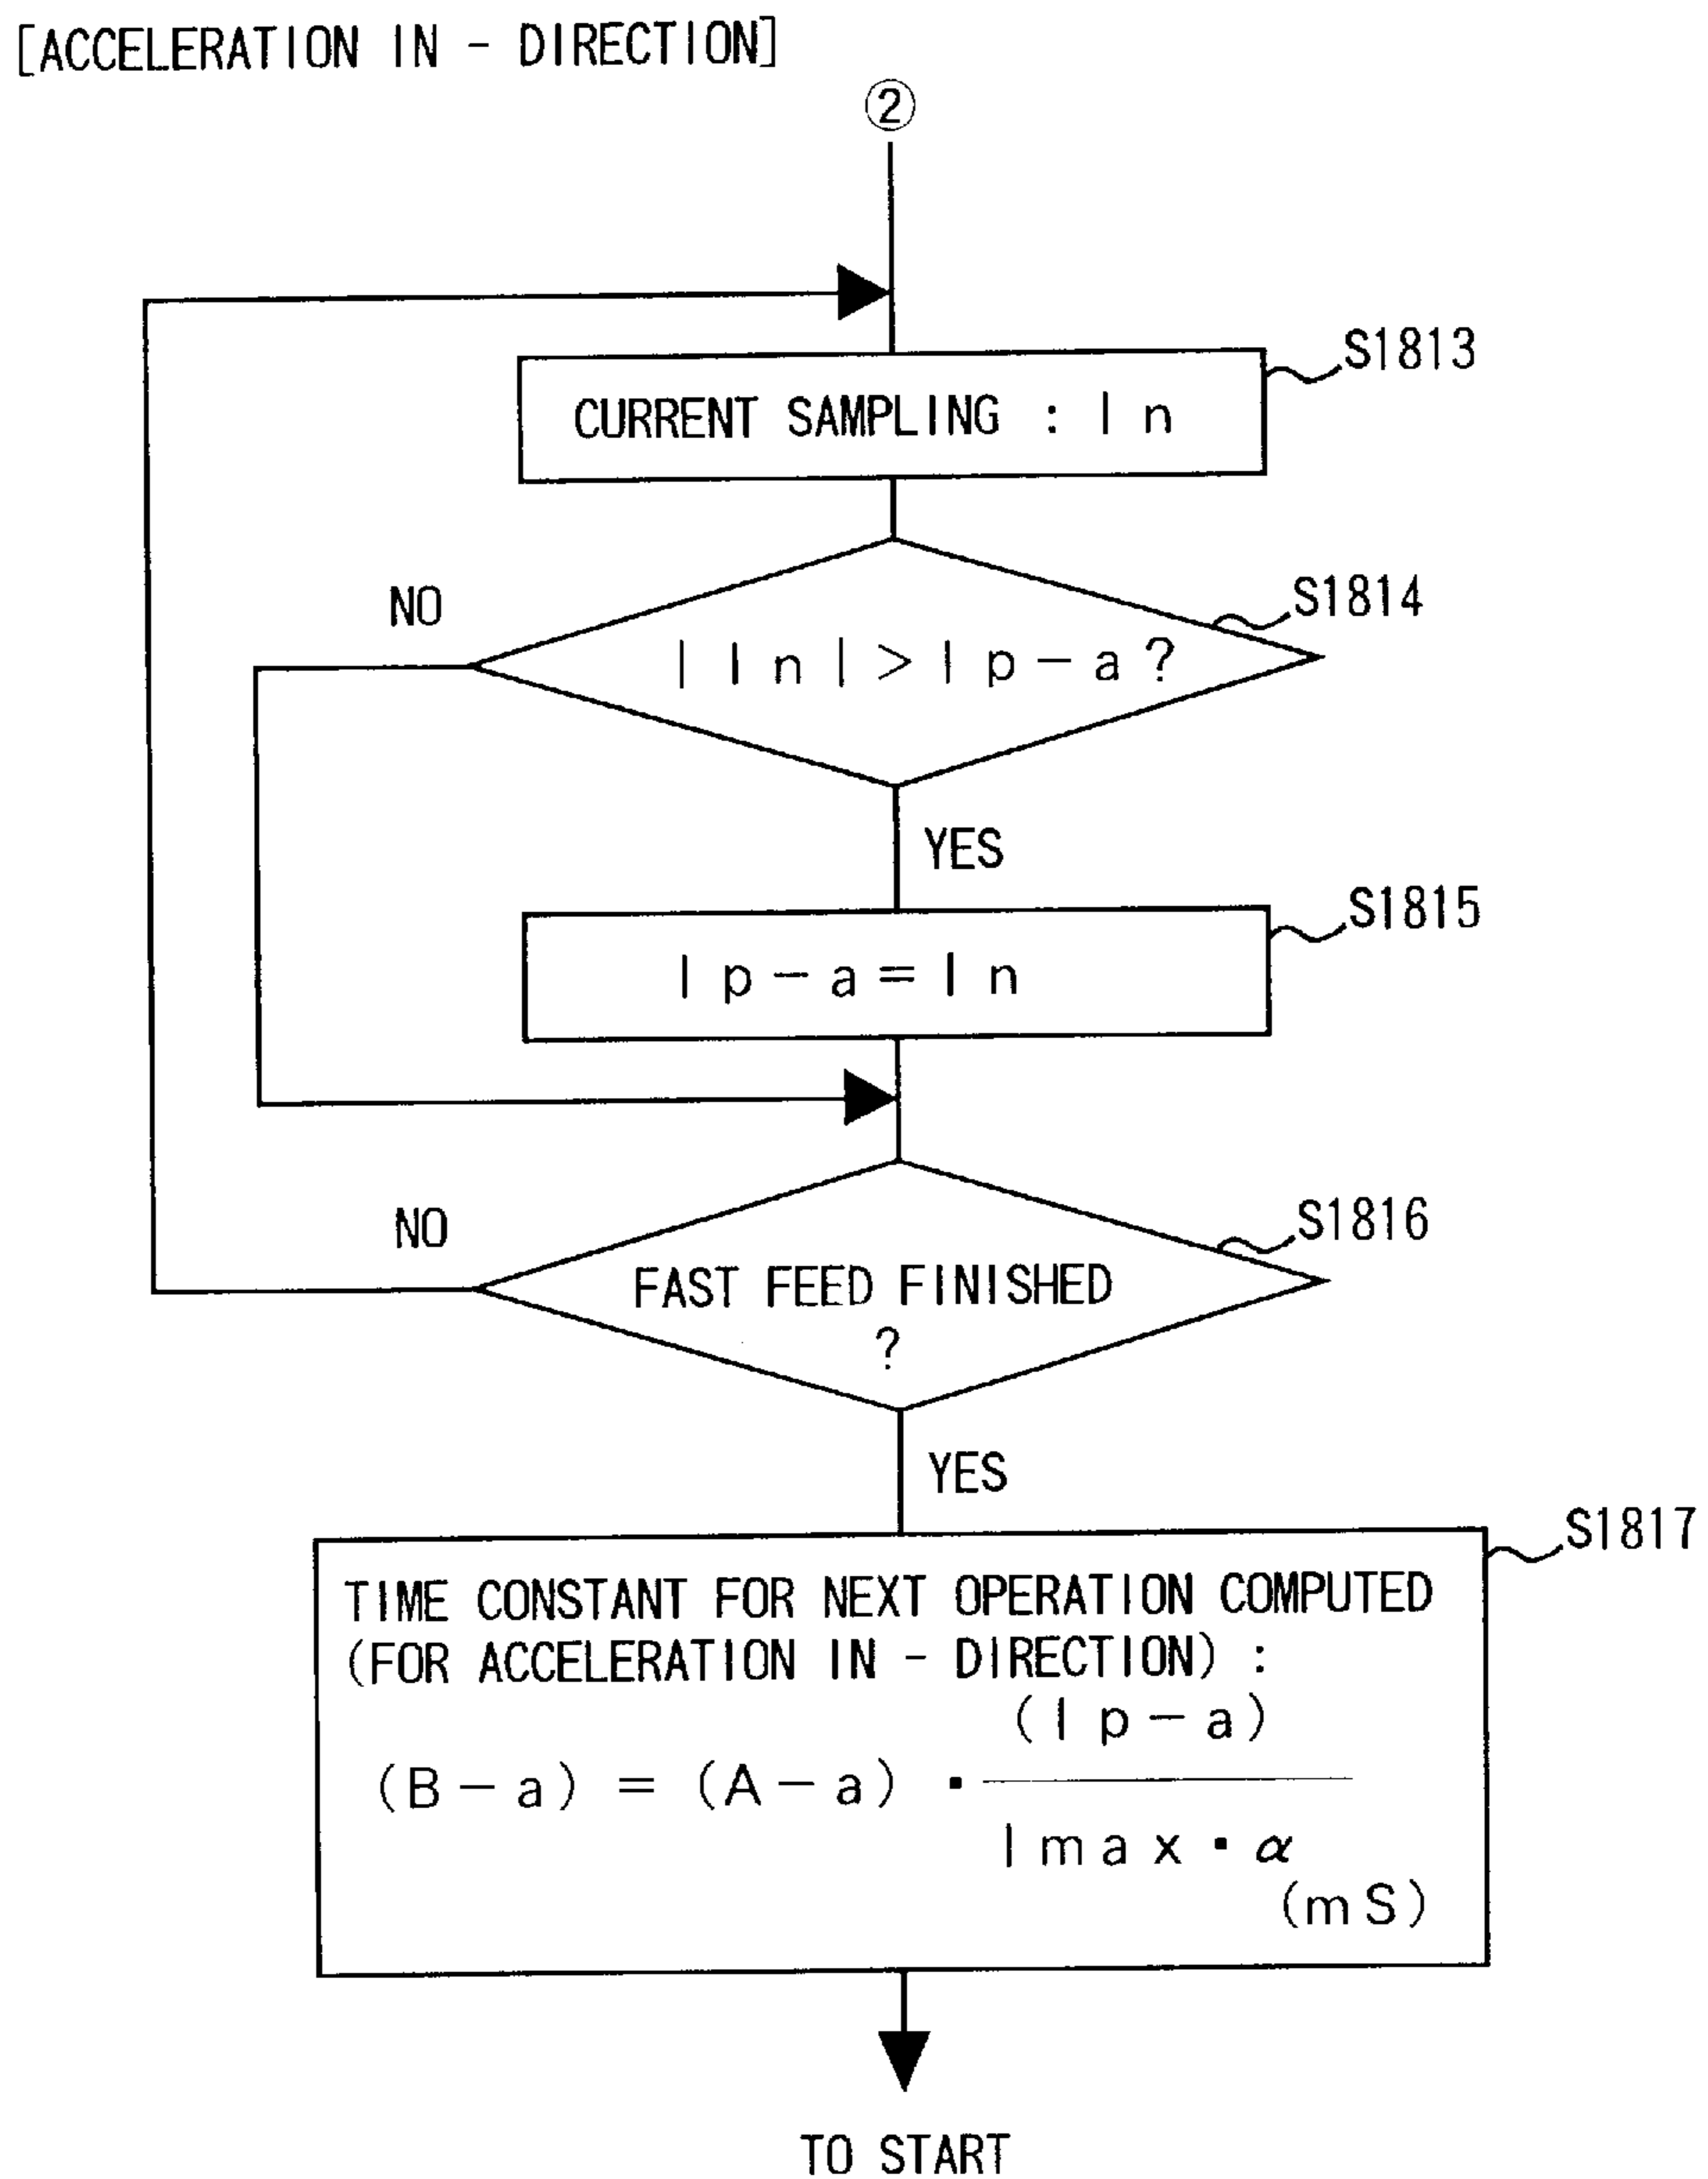 [ACCELERATION IN - DIRECTION]
②
S1813
CURRENT SAMPLING : In
S1814
NO
|In|>Ip-a?
YES
S1815
Ip-a=In
S1816
NO
FAST FEED FINISHED
?
YES
S1817
TIME CONSTANT FOR NEXT OPERATION COMPUTED
(FOR ACCELERATION IN - DIRECTION) :
(Ip-a)
(B-a) = (A-a) ·
Imax·α
(mS)
TO START